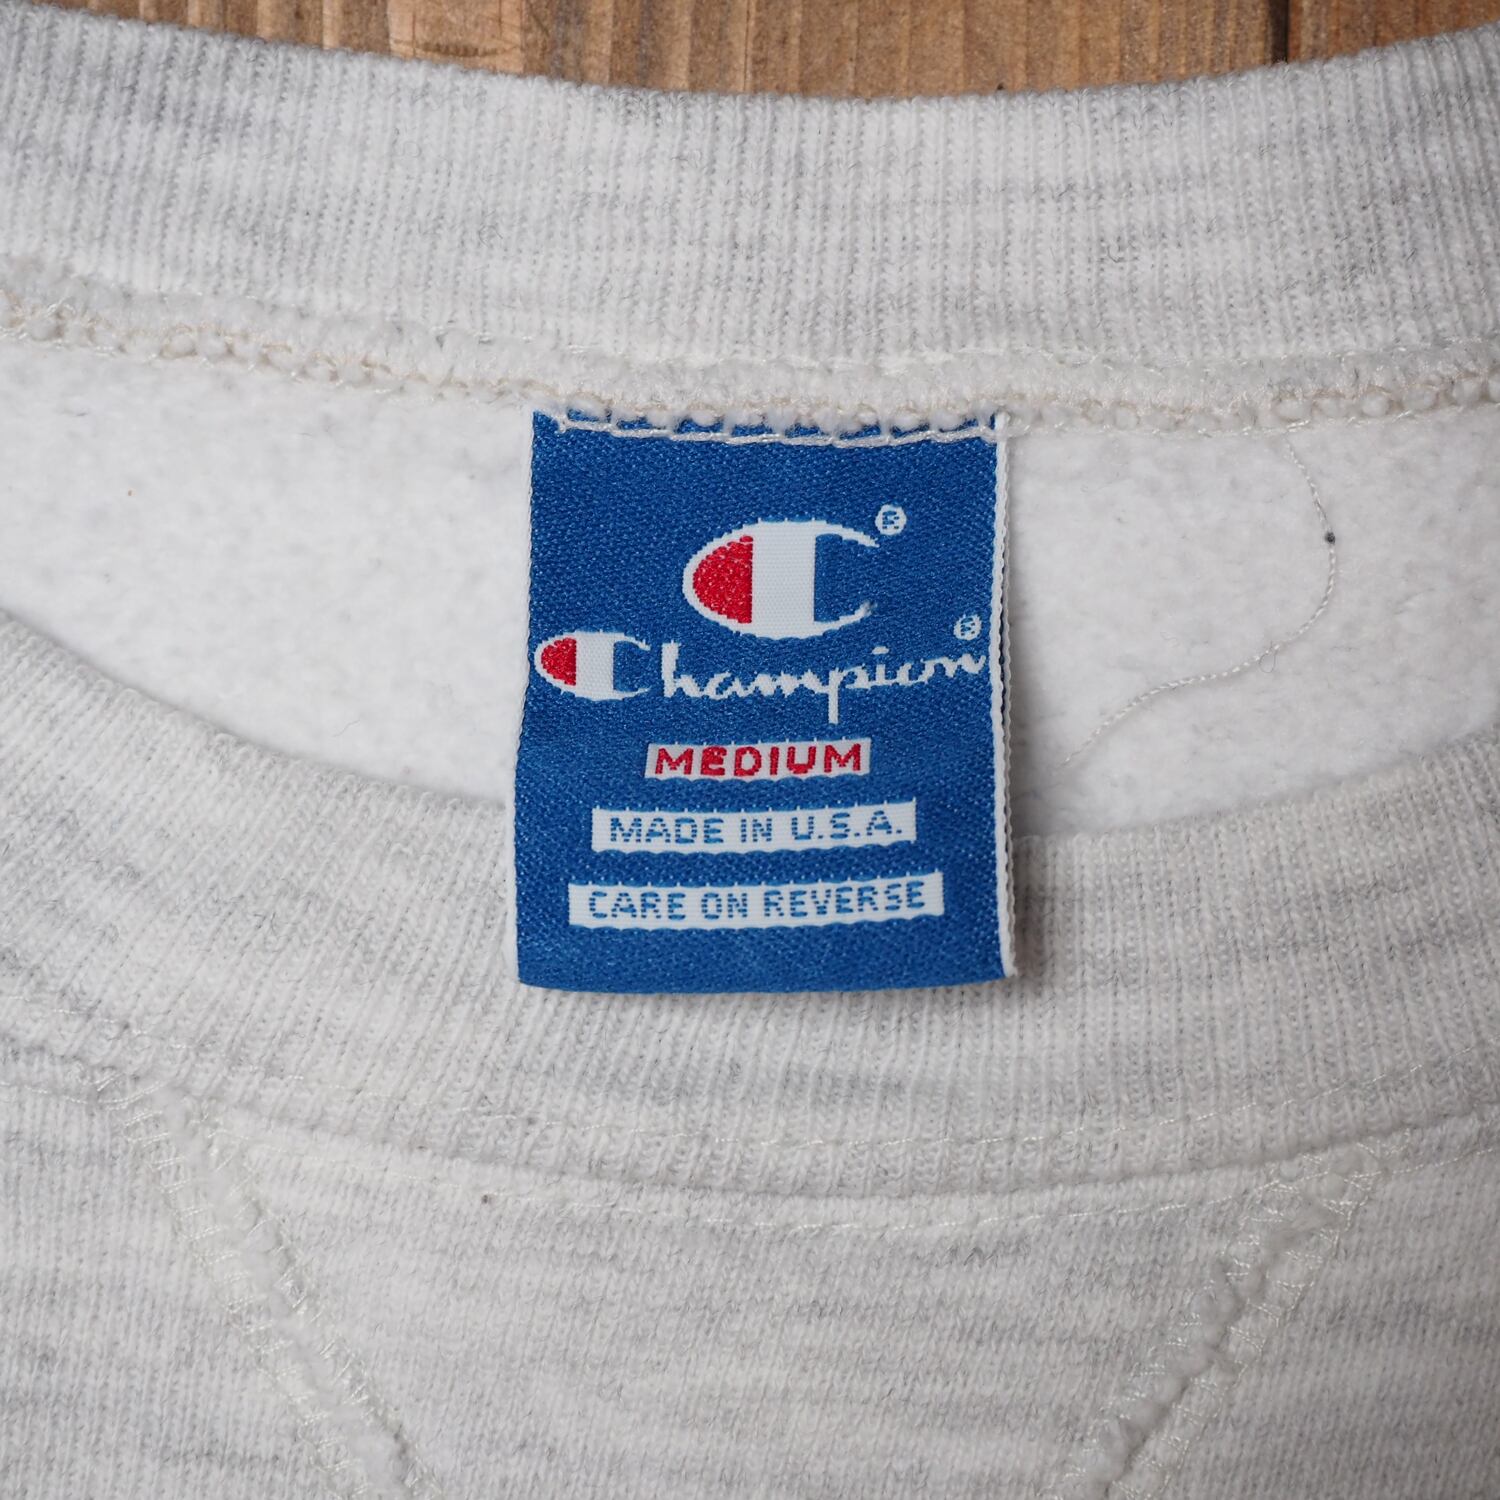 C®
Champion®
MEDIUM
MADE IN U.S.A.
CARE ON REVERSE